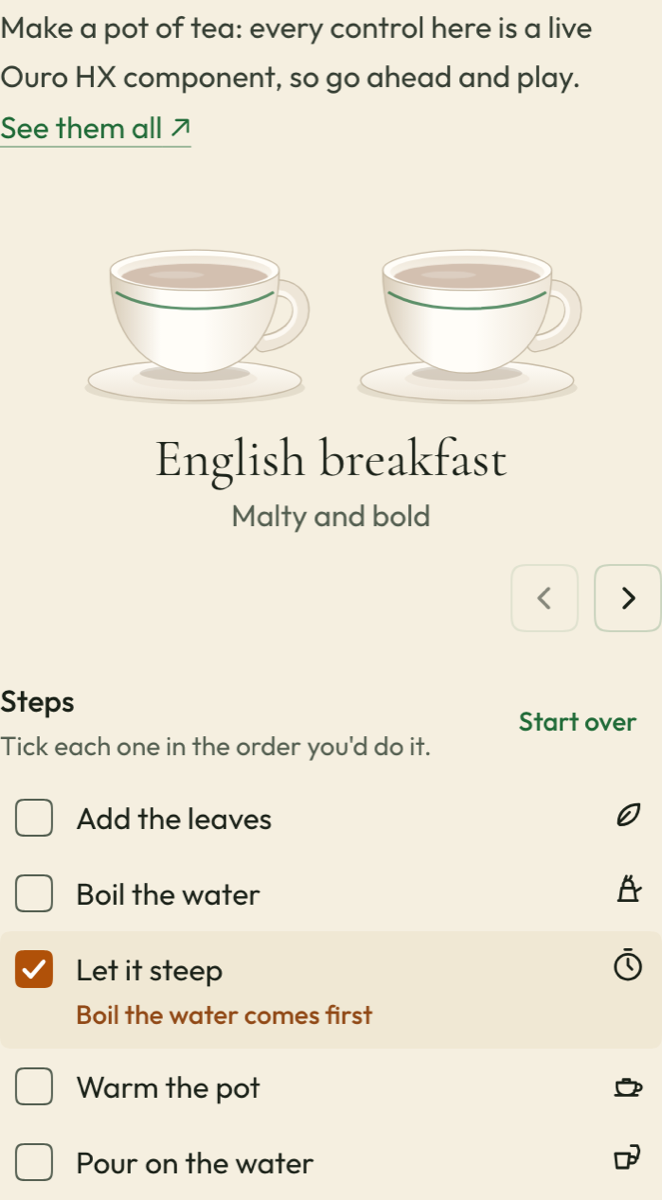 Make a pot of tea: every control here is a live
Ouro HX component, so go ahead and play.
See them all ↗
English breakfast
Malty and bold
Steps
Start over
Tick each one in the order you'd do it.
Add the leaves
Boil the water
Let it steep
Boil the water comes first
Warm the pot
Pour on the water